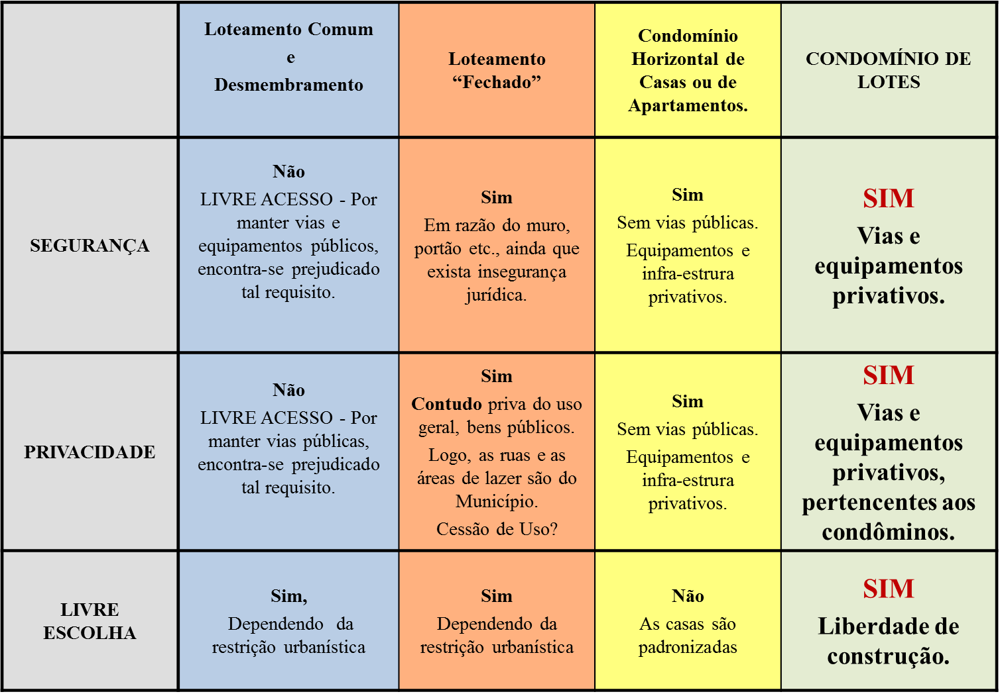 Loteamento Comum
e
Desmembramento
Loteamento
“Fechado”
Condomínio
Horizontal de
Casas ou de
Apartamentos.
CONDOMÍNIO DE
LOTES
SEGURANÇA
Não
LIVRE ACESSO - Por
manter vias e
equipamentos públicos,
encontra-se prejudicado
tal requisito.
Sim
Em razão do muro,
portão etc., ainda que
exista insegurança
jurídica.
Sim
Sem vias públicas.
Equipamentos e
infra-estrura
privativos.
SIM
Vias e
equipamentos
privativos.
PRIVACIDADE
Não
LIVRE ACESSO - Por
manter vias públicas,
encontra-se prejudicado
tal requisito.
Sim
Contudo priva do uso
geral, bens públicos.
Logo, as ruas e as
áreas de lazer são do
Município.
Cessão de Uso?
Sim
Sem vias públicas.
Equipamentos e
infra-estrura
privativos.
SIM
Vias e
equipamentos
privativos,
pertencentes aos
condôminos.
LIVRE
ESCOLHA
Sim,
Dependendo da
restrição urbanística
Sim
Dependendo da
restrição urbanística
Não
As casas são
padronizadas
SIM
Liberdade de
construção.